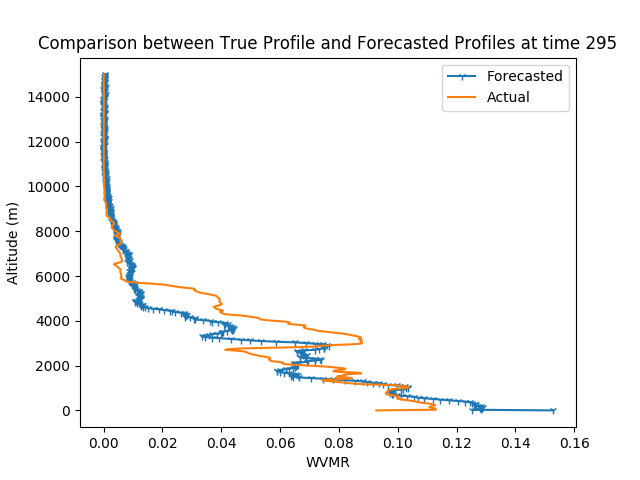 Comparison between True Profile and Forecasted Profiles at time 295
Forecasted
Actual
14000
12000
10000
8000
6000
4000
2000
0
Altitude (m)
0.00 0.02 0.04 0.06 0.08 0.10 0.12 0.14 0.16
WVMR